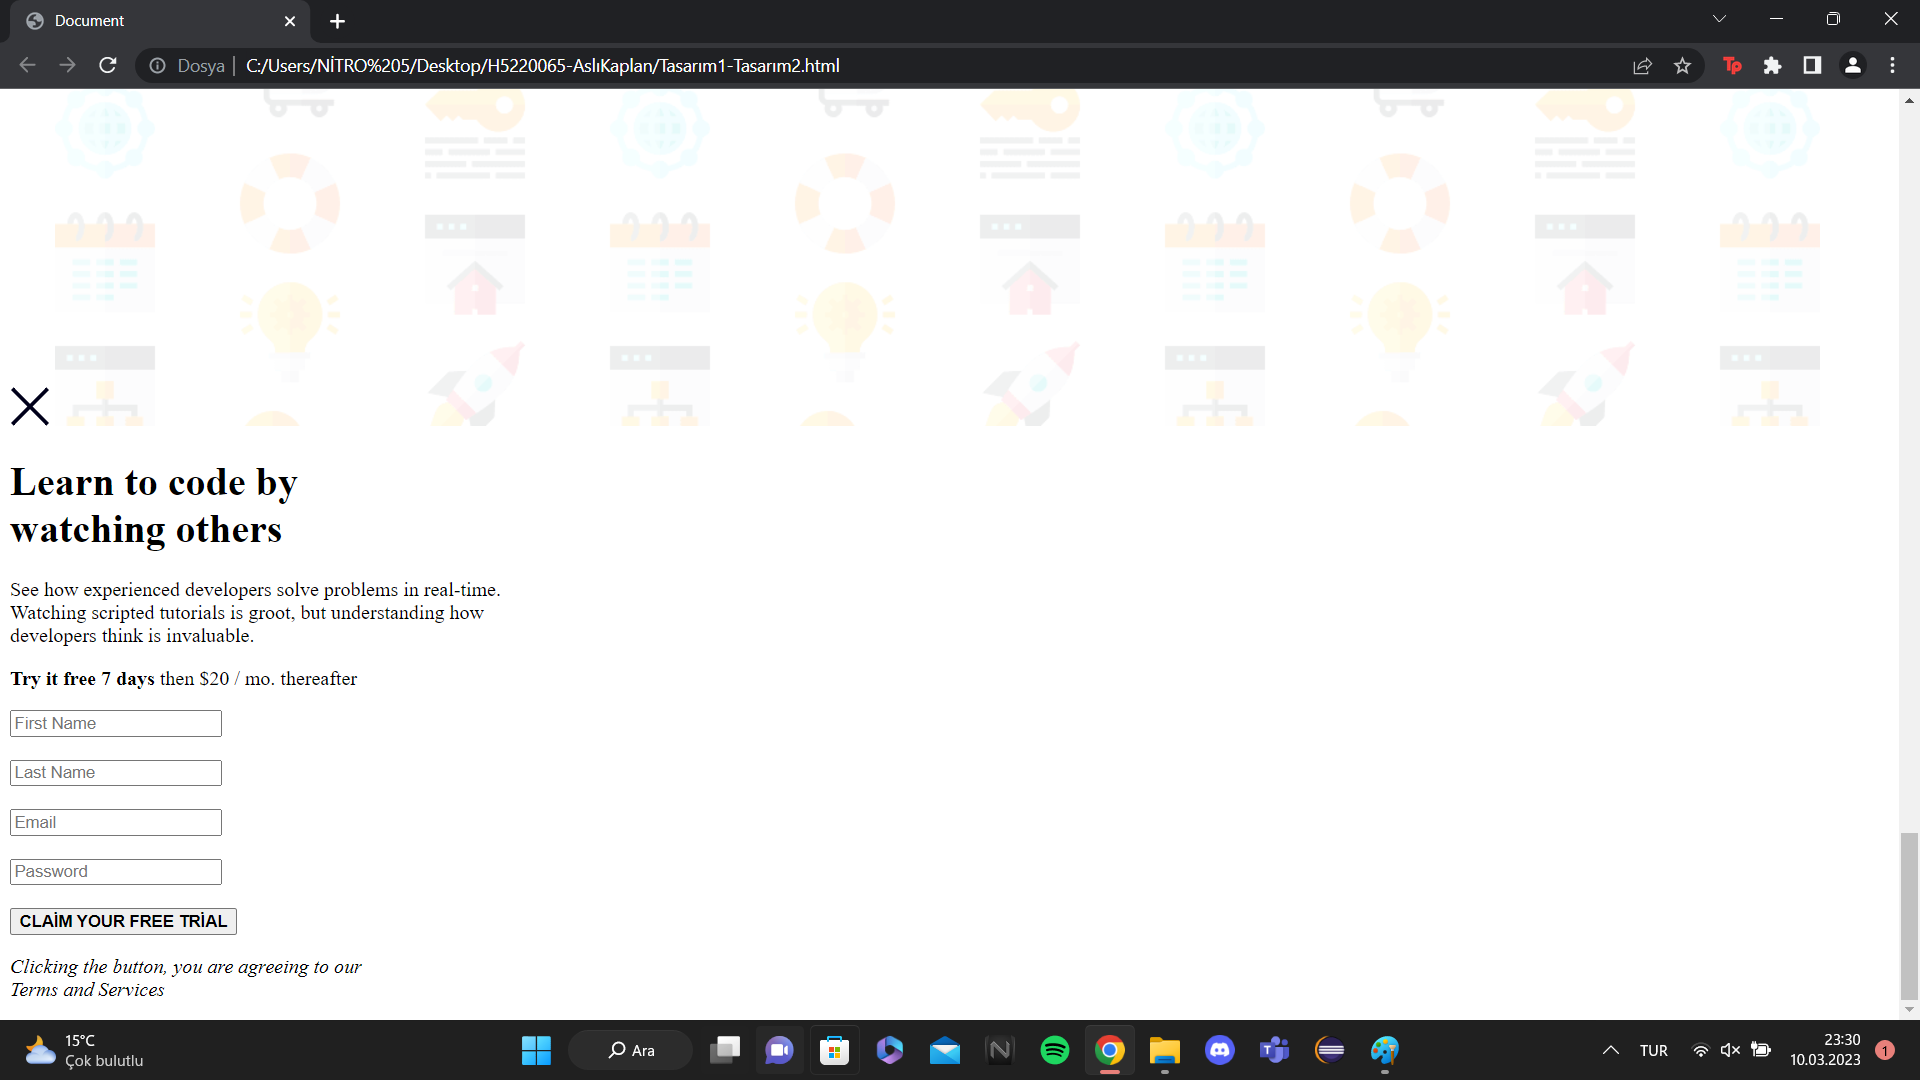 Document
Dosya
C:/Users/NİTRO%205/Desktop/H5220065-AslıKaplan/Tasarım1-Tasarım2.html
Tp
Learn to code by
watching others
See how experienced developers solve problems in real-time.
Watching scripted tutorials is groot, but understanding how
developers think is invaluable.
Try it free 7 days then $20 / mo. thereafter
First Name
Last Name
Email
Password
CLAİM YOUR FREE TRİAL
Clicking the button, you are agreeing to our
Terms and Services
15°C
Çok bulutlu
Ara
TUR
23:30
10.03.2023
1